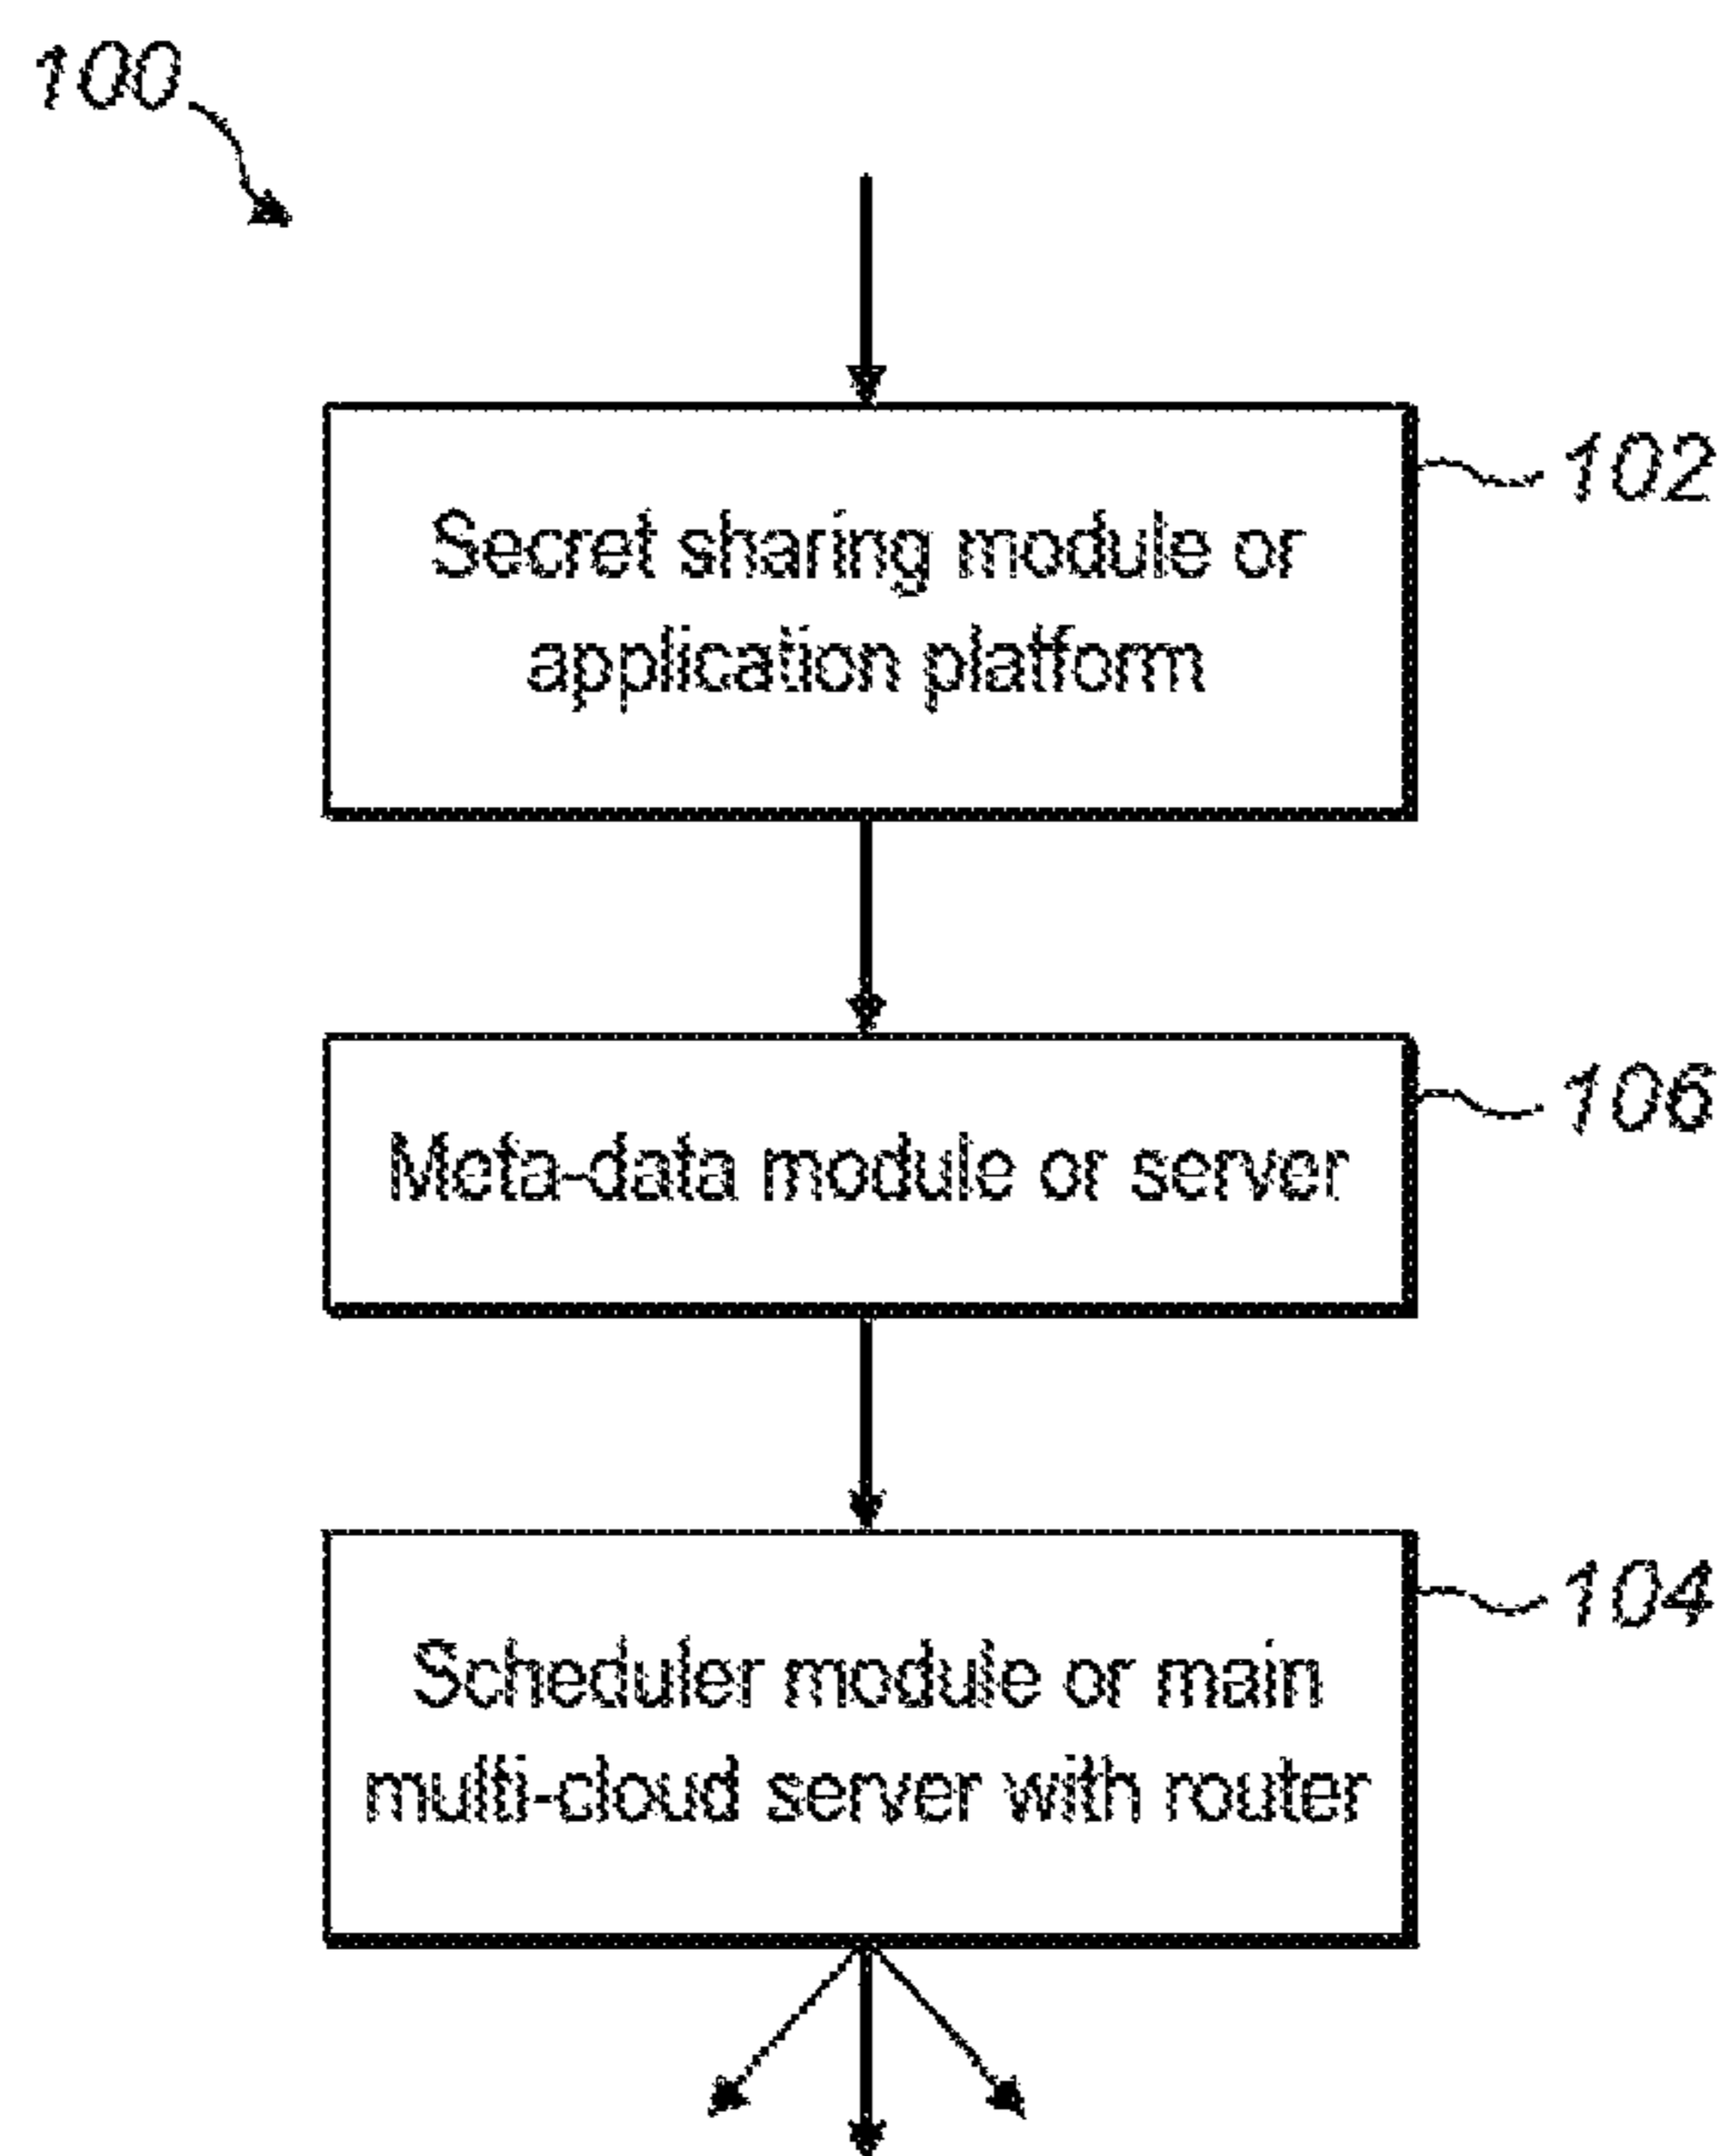 100
102
Secret sharing module or
application platform
106
Meta-data module or server
104
Scheduler module or main
multi-cloud server with router